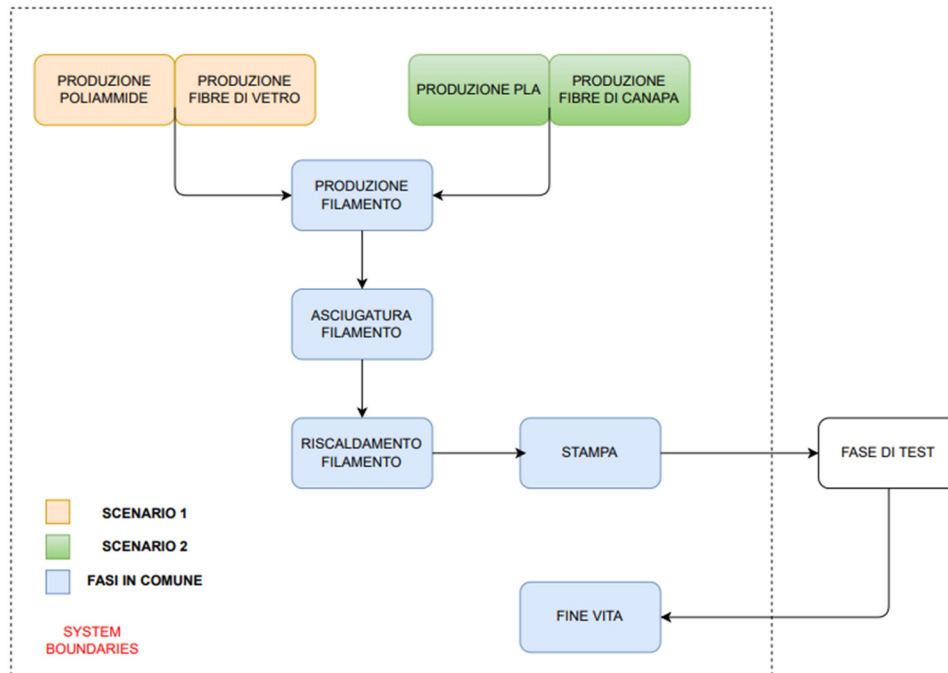 PRODUZIONE
POLIAMMIDE
PRODUZIONE
FIBRE DI VETRO
PRODUZIONE PLA
PRODUZIONE
FIBRE DI CANAPA
PRODUZIONE
FILAMENTO
ASCIUGATURA
FILAMENTO
RISCALDAMENTO
FILAMENTO
STAMPA
FASE DI TEST
SCENARIO 1
SCENARIO 2
FASI IN COMUNE
FINE VITA
SYSTEM
BOUNDARIES